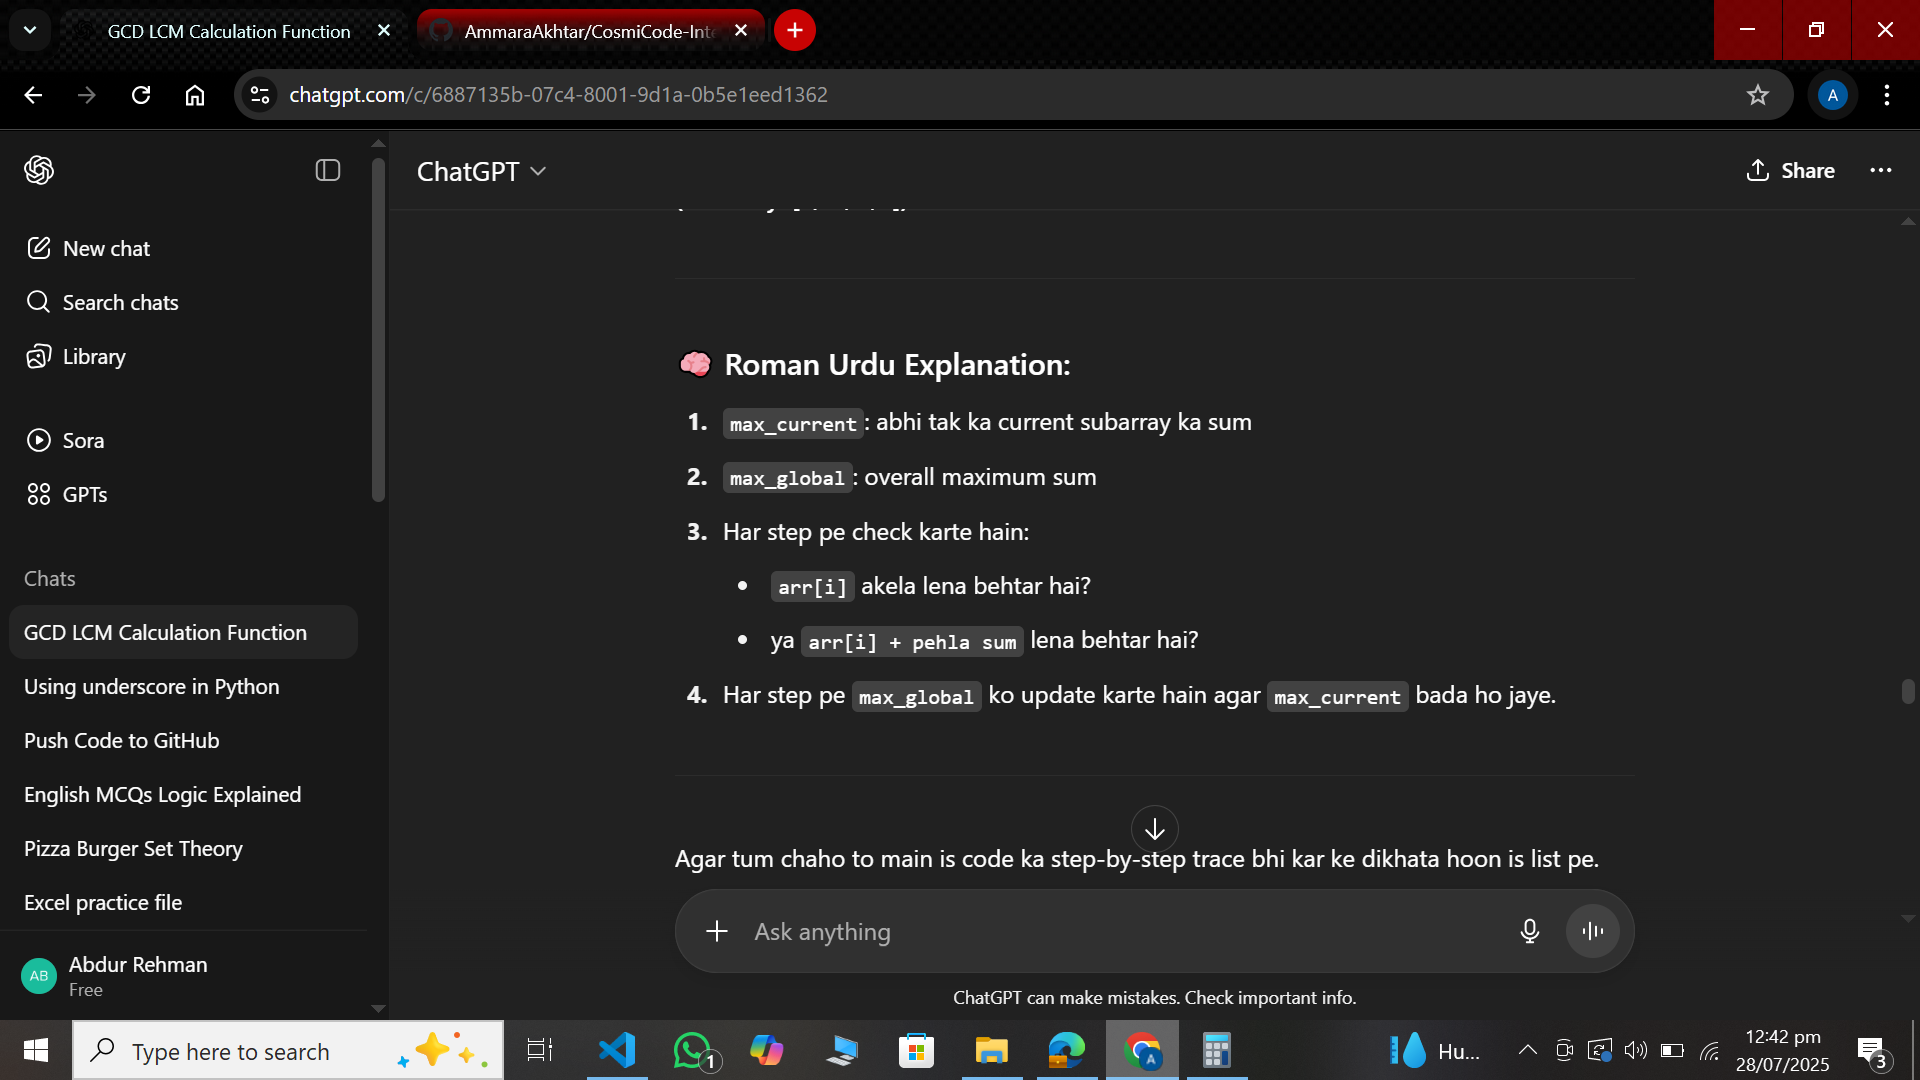 GCD LCM Calculation Function
AmmaraAkhtar/CosmiCode-Inte
chatgpt.com/c/6887135b-07c4-8001-9d1a-0b5e1eed1362
A
ChatGPT
Share
New chat
Search chats
Library
Sora
GPTs
Chats
GCD LCM Calculation Function
Using underscore in Python
Push Code to GitHub
English MCQs Logic Explained
Pizza Burger Set Theory
Excel practice file
AB
Abdur Rehman
Free
🧠 Roman Urdu Explanation:
1. max_current: abhi tak ka current subarray ka sum
2. max_global: overall maximum sum
3. Har step pe check karte hain:
• arr[i] akela lena behtar hai?
• ya arr[i] + pehla sum lena behtar hai?
4. Har step pe max_global ko update karte hain agar max_current bada ho jaye.
Agar tum chaho to main is code ka step-by-step trace bhi kar ke dikhata hoon is list pe.
Ask anything
ChatGPT can make mistakes. Check important info.
Type here to search
1
A
Hu...
12:42 pm
28/07/2025
3